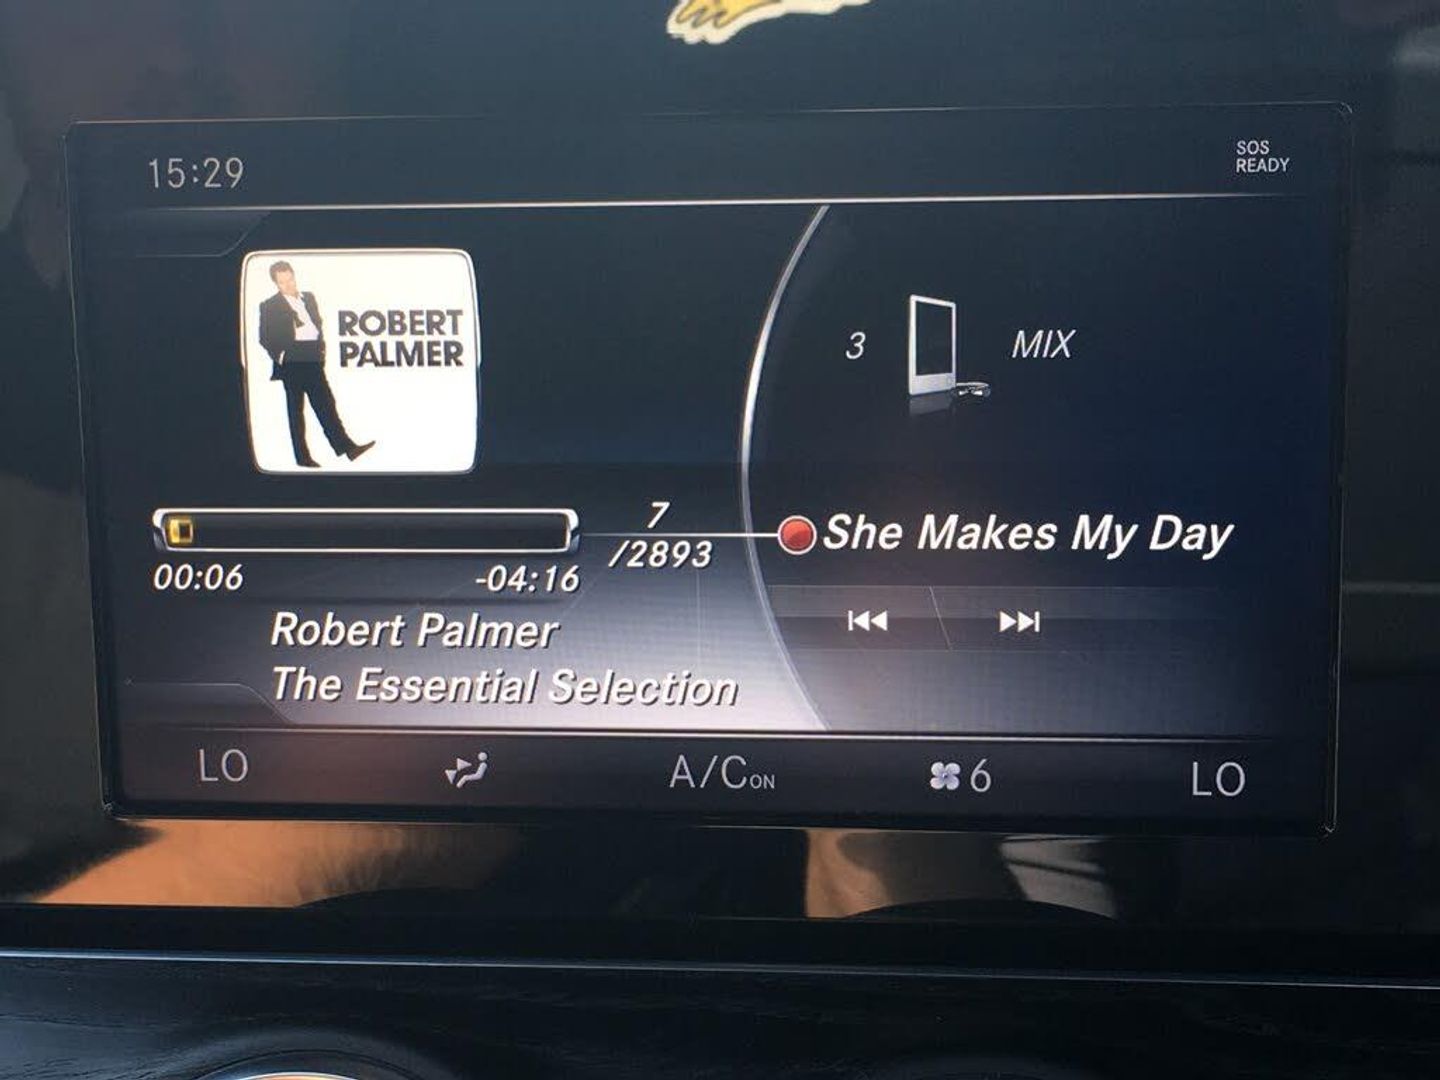 15:29
SOS
READY
ROBERT
PALMER
3
MIX
7
/2893
She Makes My Day
00:06
-04:16
Robert Palmer
The Essential Selection
LO
A/C ON
6
LO